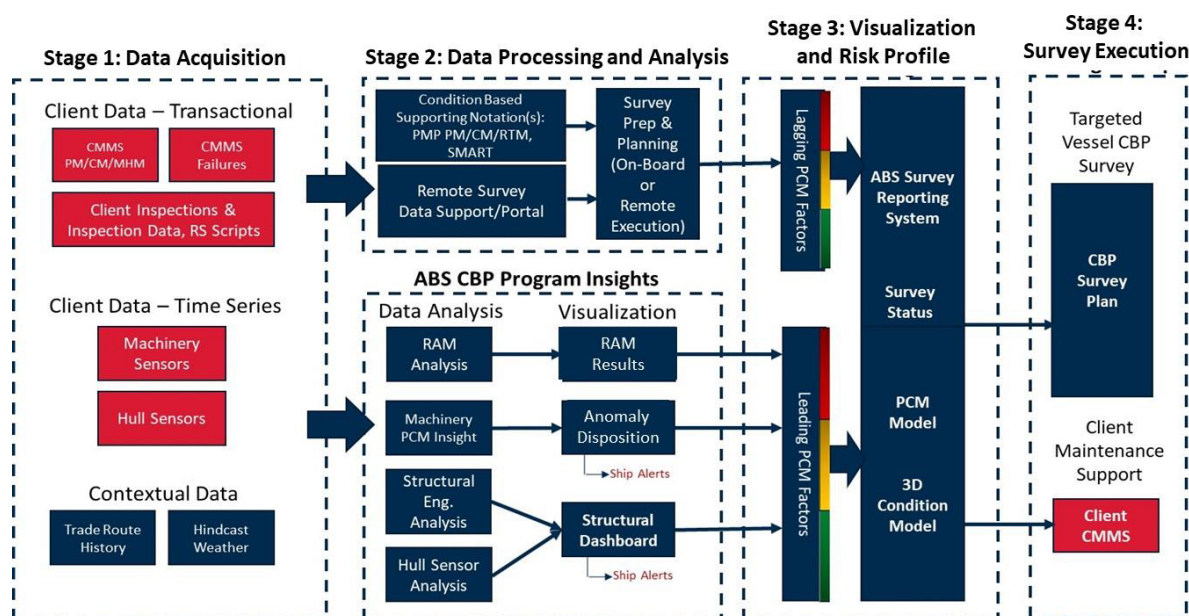 Stage 1: Data Acquisition
Client Data – Transactional
CMMS
PM/CM/MHM
CMMS
Failures
Client Inspections &
Inspection Data, RS Scripts
Client Data – Time Series
Machinery
Sensors
Hull Sensors
Contextual Data
Trade Route
History
Hindcast
Weather
Stage 2: Data Processing and Analysis
Condition Based
Supporting Notation(s):
PMP PM/CM/RTM,
SMART
Remote Survey
Data Support/Portal
Survey
Prep &
Planning
(On-Board
or
Remote
Execution)
ABS CBP Program Insights
Data Analysis
Visualization
RAM
Analysis
RAM
Results
Machinery
PCM Insight
Anomaly
Disposition
Ship Alerts
Structural
Eng.
Analysis
Hull Sensor
Analysis
Structural
Dashboard
Ship Alerts
Stage 3: Visualization
and Risk Profile
Lagging PCM Factors
Leading PCM Factors
ABS Survey
Reporting
System
Survey
Status
PCM
Model
3D
Condition
Model
Stage 4:
Survey Execution
Targeted
Vessel CBP
Survey
CBP
Survey
Plan
Client
Maintenance
Support
Client
CMMS